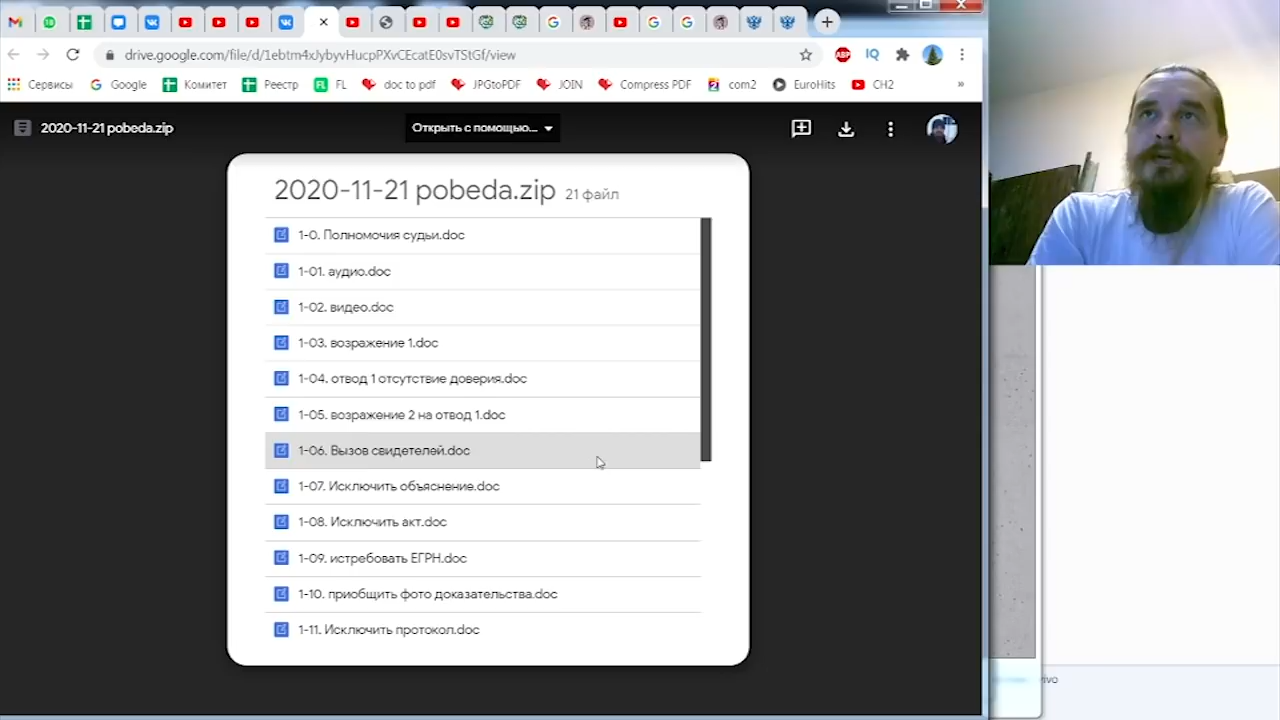 drive.google.com/file/d/1ebtm4xJybyvHucpPXvCEcatE0svTStGf/view
ABP
IQ
Сервисы Google Комитет Реестр FL FL doc to pdf JPGtoPDF JOIN Compress PDF com2 EuroHits CH2 »
2020-11-21 pobeda.zip
Открыть с помощью...
2020-11-21 pobeda.zip 21 файл
1-0. Полномочия судьи.doc
1-01. аудио.doc
1-02. видео.doc
1-03. возражение 1.doc
1-04. отвод 1 отсутствие доверия.doc
1-05. возражение 2 на отвод 1.doc
1-06. Вызов свидетелей.doc
1-07. Исключить объяснение.doc
1-08. Исключить акт.doc
1-09. истребовать ЕГРН.doc
1-10. приобщить фото доказательства.doc
1-11. Исключить протокол.doc